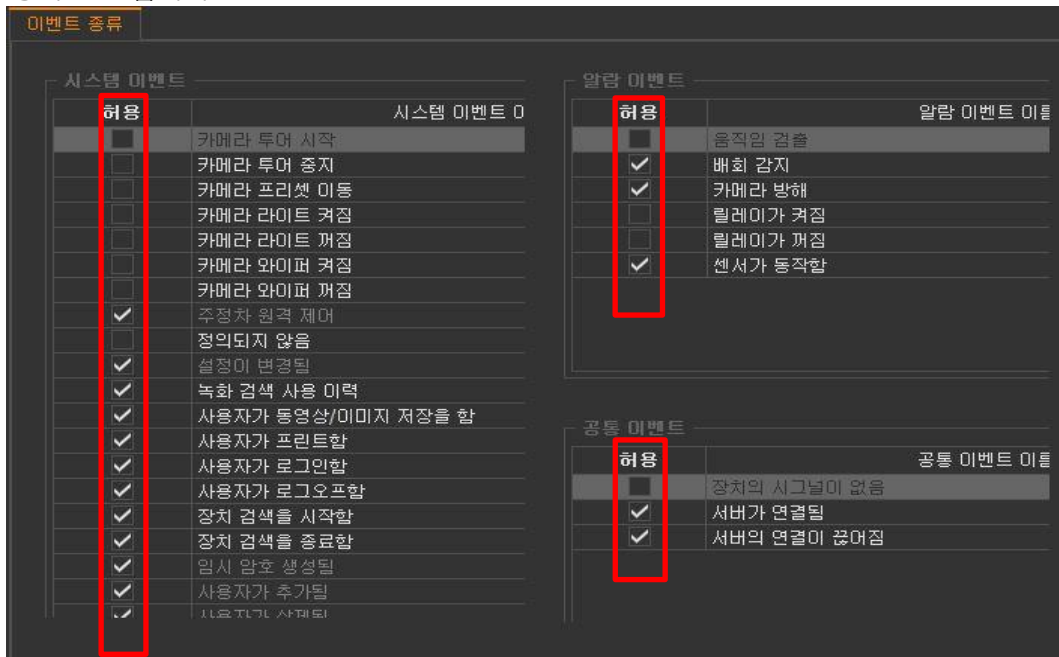 이벤트 종류
시스템 이벤트
허용 시스템 이벤트 이
카메라 투어 시작
카메라 투어 중지
카메라 프리셋 이동
카메라 라이트 켜짐
카메라 라이트 꺼짐
카메라 와이퍼 켜짐
카메라 와이퍼 꺼짐
주정차 원격 제어
정의되지 않음
설정이 변경됨
녹화 검색 사용 이력
사용자가 동영상/이미지 저장을 함
사용자가 프린트함
사용자가 로그인함
사용자가 로그오프함
장치 검색을 시작함
장치 검색을 종료함
임시 암호 생성됨
사용자가 추가됨
사용자가 삭제됨
알람 이벤트
허용 알람 이벤트 이름
움직임 검출
배회 감지
카메라 방해
릴레이가 켜짐
릴레이가 꺼짐
센서가 동작함
공통 이벤트
허용 공통 이벤트 이름
장치의 시그널이 없음
서버가 연결됨
서버의 연결이 끊어짐